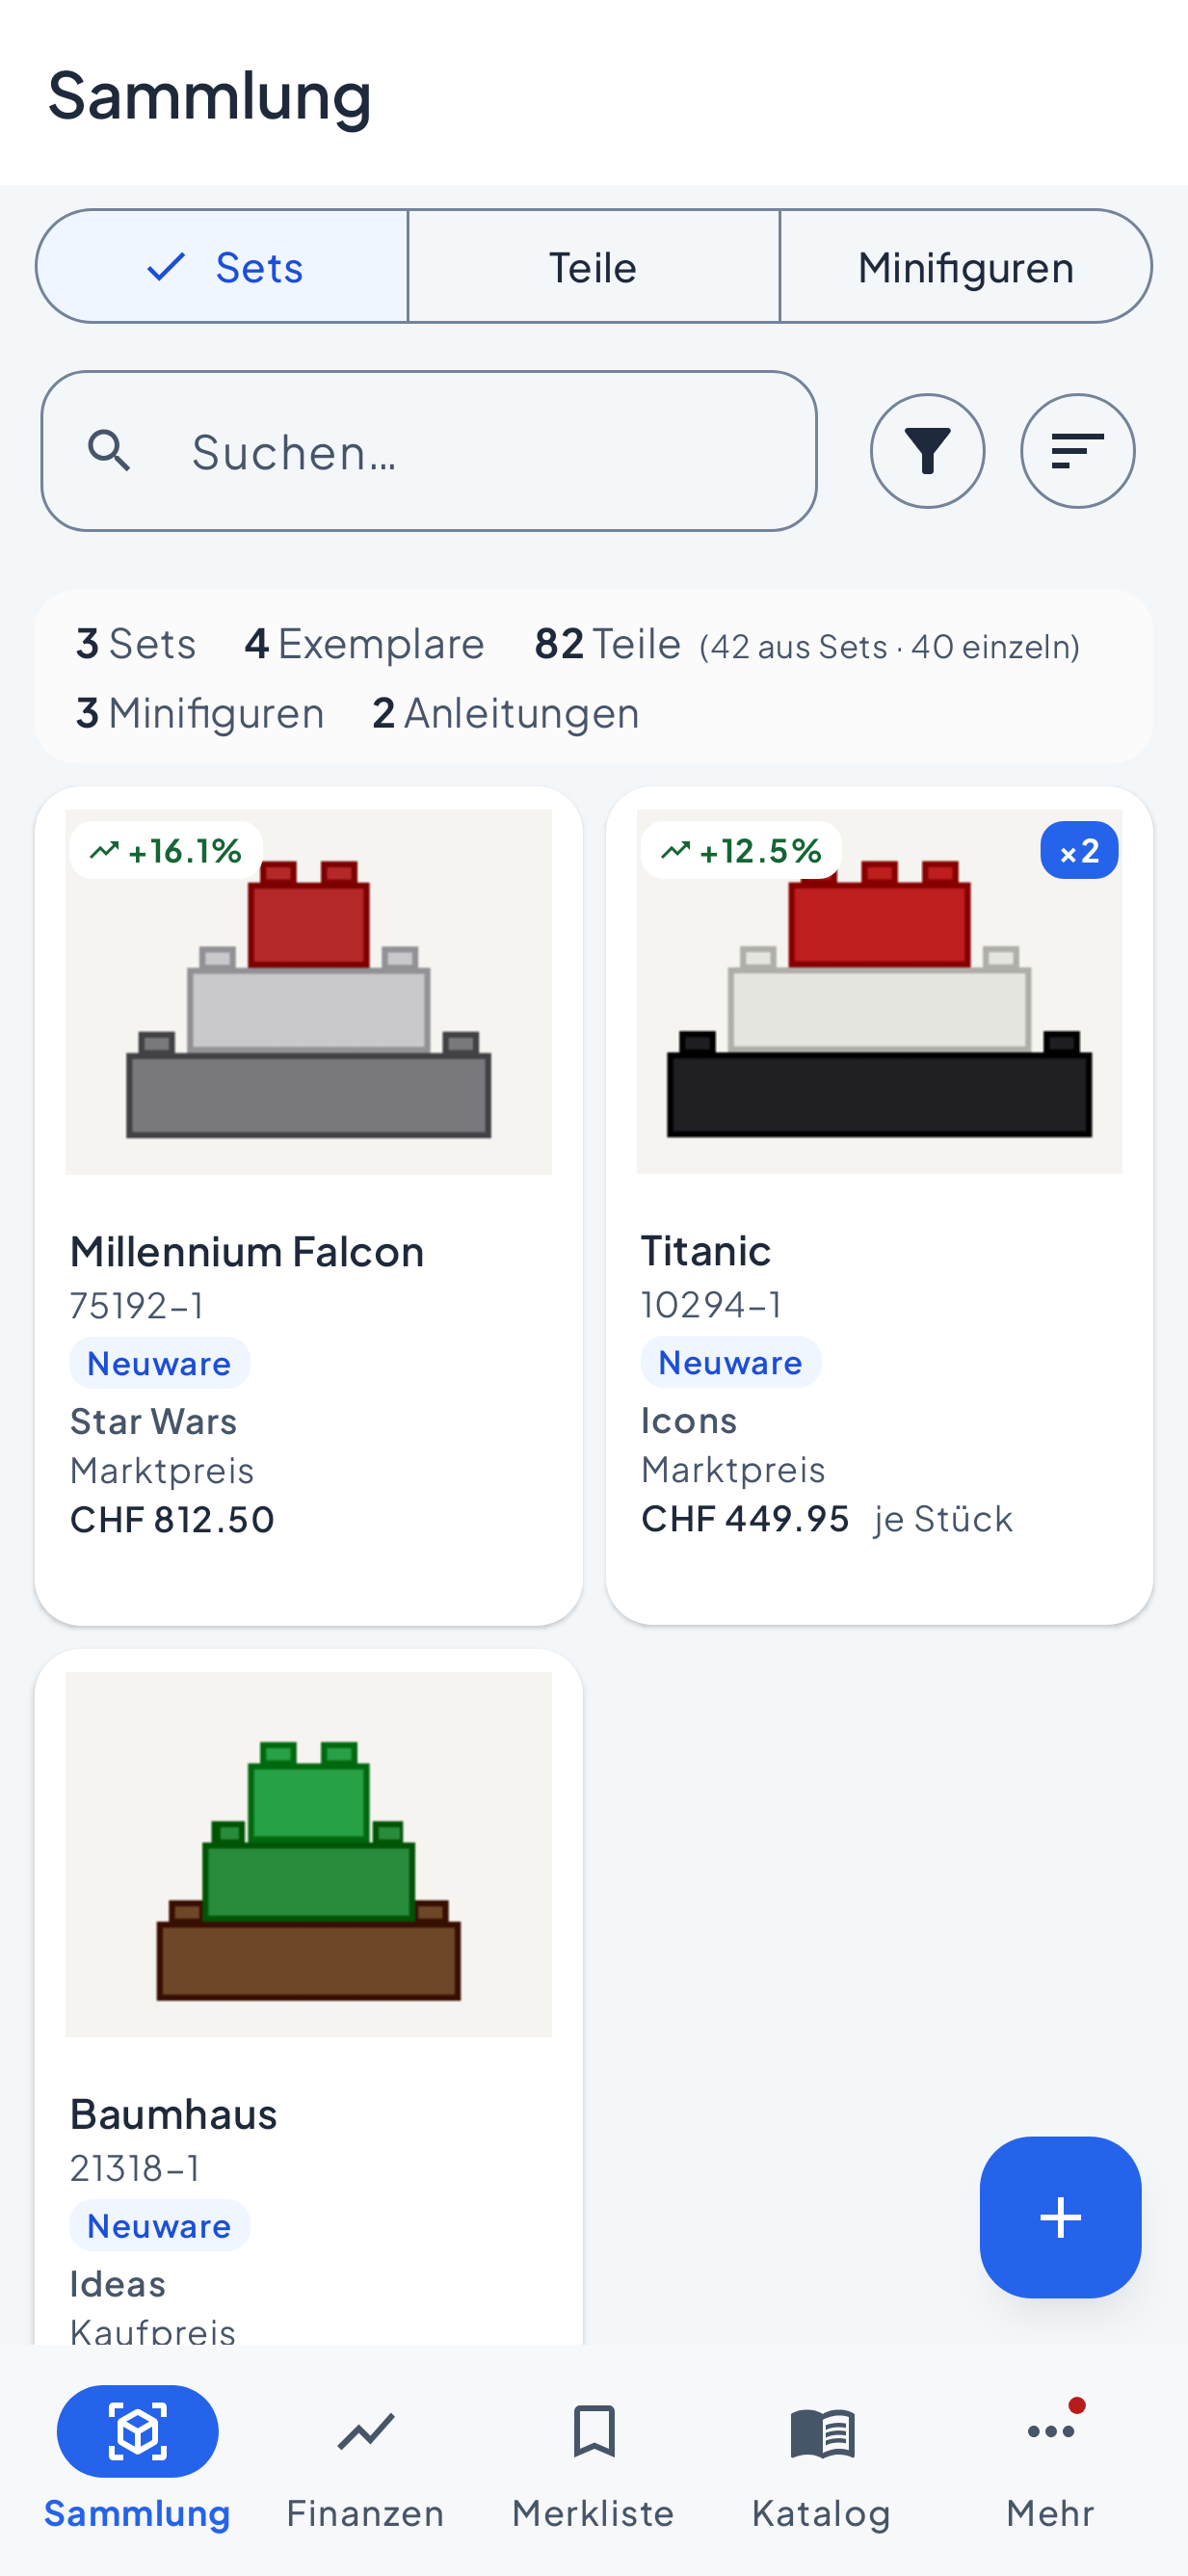 Sammlung
Sets
Teile
Minifiguren
Suchen...
3 Sets 4 Exemplare 82 Teile (42 aus Sets · 40 einzeln)
3 Minifiguren 2 Anleitungen
+16.1%
Millennium Falcon
75192-1
Neuware
Star Wars
Marktpreis
CHF 812.50
+12.5%
×2
Titanic
10294-1
Neuware
Icons
Marktpreis
CHF 449.95 je Stück
Baumhaus
21318-1
Neuware
Ideas
Kaufpreis
Sammlung
Finanzen
Merkliste
Katalog
Mehr